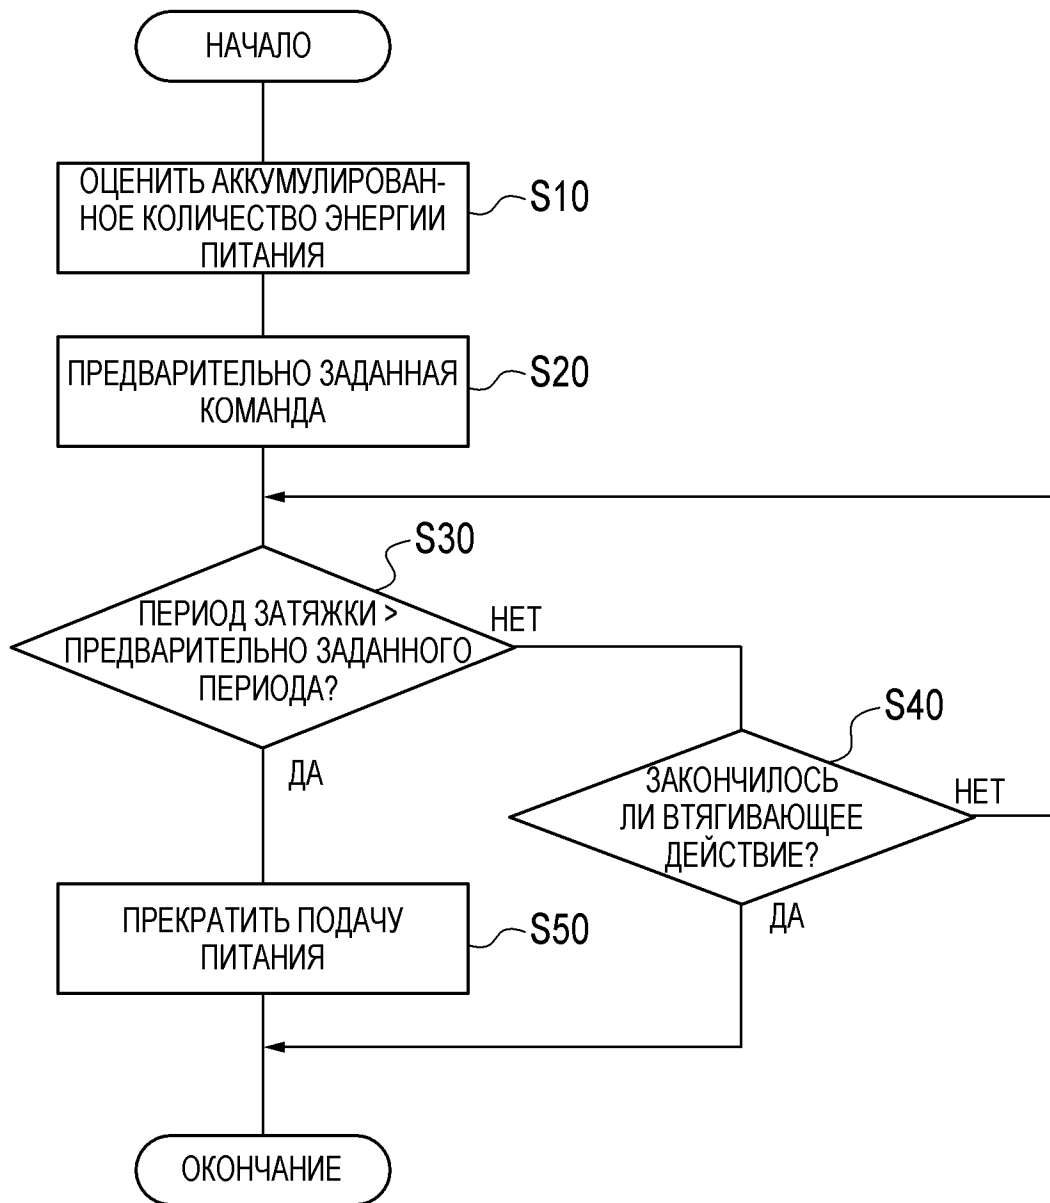 НАЧАЛО
ОЦЕНИТЬ АККУМУЛИРОВАН-
НОЕ КОЛИЧЕСТВО ЭНЕРГИИ
ПИТАНИЯ
S10
ПРЕДВАРИТЕЛЬНО ЗАДАННАЯ
КОМАНДА
S20
S30
ПЕРИОД ЗАТЯЖКИ >
ПРЕДВАРИТЕЛЬНО ЗАДАННОГО
ПЕРИОДА?
НЕТ
ДА
S40
ЗАКОНЧИЛОСЬ
ЛИ ВТЯГИВАЮЩЕЕ
ДЕЙСТВИЕ?
НЕТ
ДА
ПРЕКРАТИТЬ ПОДАЧУ
ПИТАНИЯ
S50
ОКОНЧАНИЕ